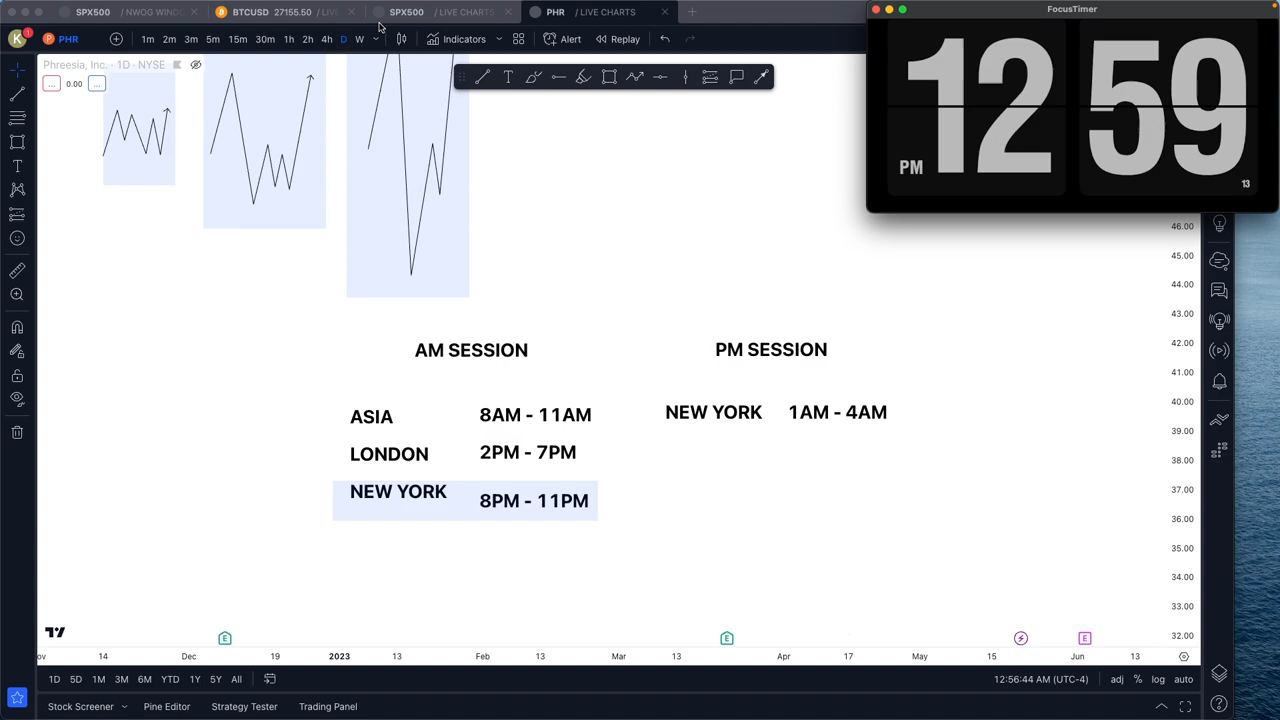 SPX500 / NWOG WIND
BTCUSD 27155.50 / LIVE
SPX500 / LIVE CHARTS
PHR / LIVE CHARTS
FocusTimer
K 1
P PHR
1m 2m 3m 5m 15m 30m 1h 2h 4h D W
Indicators
Alert
Replay
Phreesia, Inc. · 1D · NYSE
... 0.00 ...
T
T
PM 12 59
13
46.00
45.00
44.00
43.00
42.00
41.00
40.00
39.00
38.00
37.00
36.00
35.00
34.00
33.00
32.00
AM SESSION
PM SESSION
ASIA 8AM - 11AM
NEW YORK 1AM - 4AM
LONDON 2PM - 7PM
NEW YORK 8PM - 11PM
E E E
ov 14 Dec 19 2023 13 Feb 13 Mar 13 Apr 17 May 15 Jun 13
1D 5D 1M 3M 6M YTD 1Y 5Y All
12:56:44 AM (UTC-4) adj % log auto
Stock Screener Pine Editor Strategy Tester Trading Panel